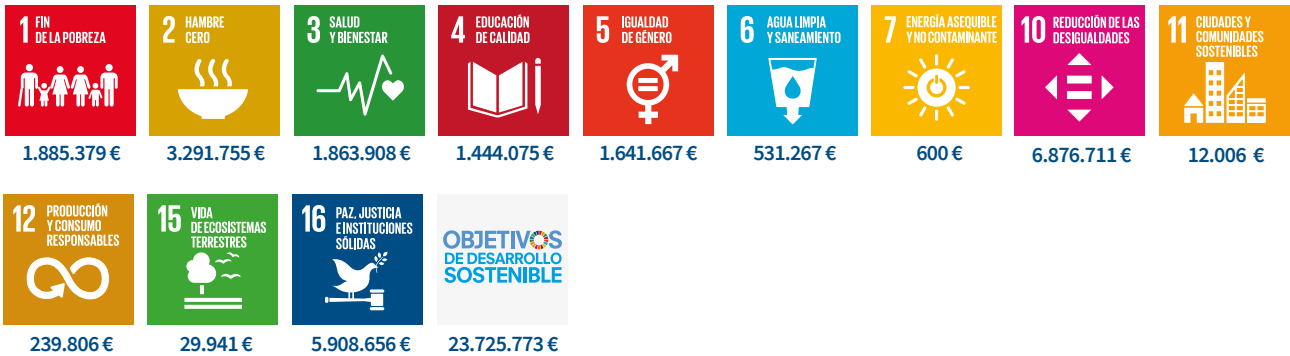 1 FIN
DE LA POBREZA
2 HAMBRE
CERO
3 SALUD
Y BIENESTAR
4 EDUCACIÓN
DE CALIDAD
5 IGUALDAD
DE GÉNERO
6 AGUA LIMPIA
Y SANEAMIENTO
7 ENERGÍA ASEQUIBLE
Y NO CONTAMINANTE
10 REDUCCIÓN DE LAS
DESIGUALDADES
11 CIUDADES Y
COMUNIDADES
SOSTENIBLES
1.885.379 €
3.291.755 €
1.863.908 €
1.444.075 €
1.641.667 €
531.267 €
600 €
6.876.711 €
12.006 €
12 PRODUCCIÓN
Y CONSUMO
RESPONSABLES
15 VIDA
DE ECOSISTEMAS
TERRESTRES
16 PAZ, JUSTICIA
E INSTITUCIONES
SÓLIDAS
OBJETIVOS
DE DESARROLLO
SOSTENIBLE
239.806 €
29.941 €
5.908.656 €
23.725.773 €